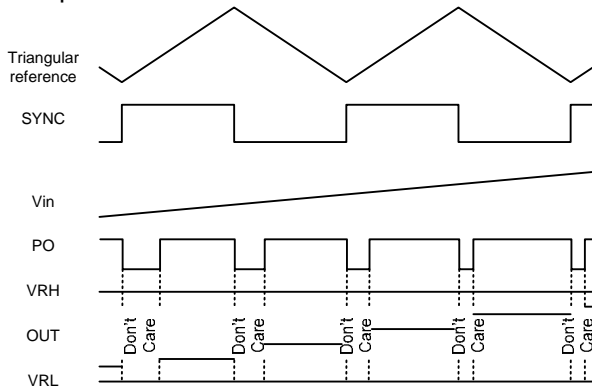 Triangular
reference
SYNC
Vin
PO
VRH
OUT
VRL
Don't
Care
Don't
Care
Don't
Care
Don't
Care
Don't
Care